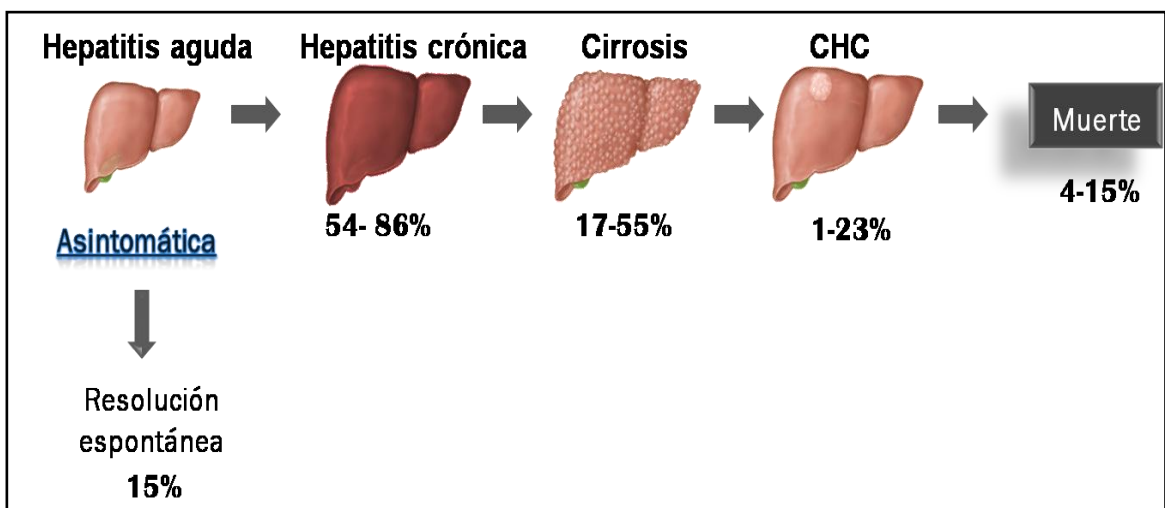 Hepatitis aguda
Hepatitis crónica
Cirrosis
CHC
Muerte
54- 86%
17-55%
1-23%
4-15%
Asintomática
Resolución
espontánea
15%